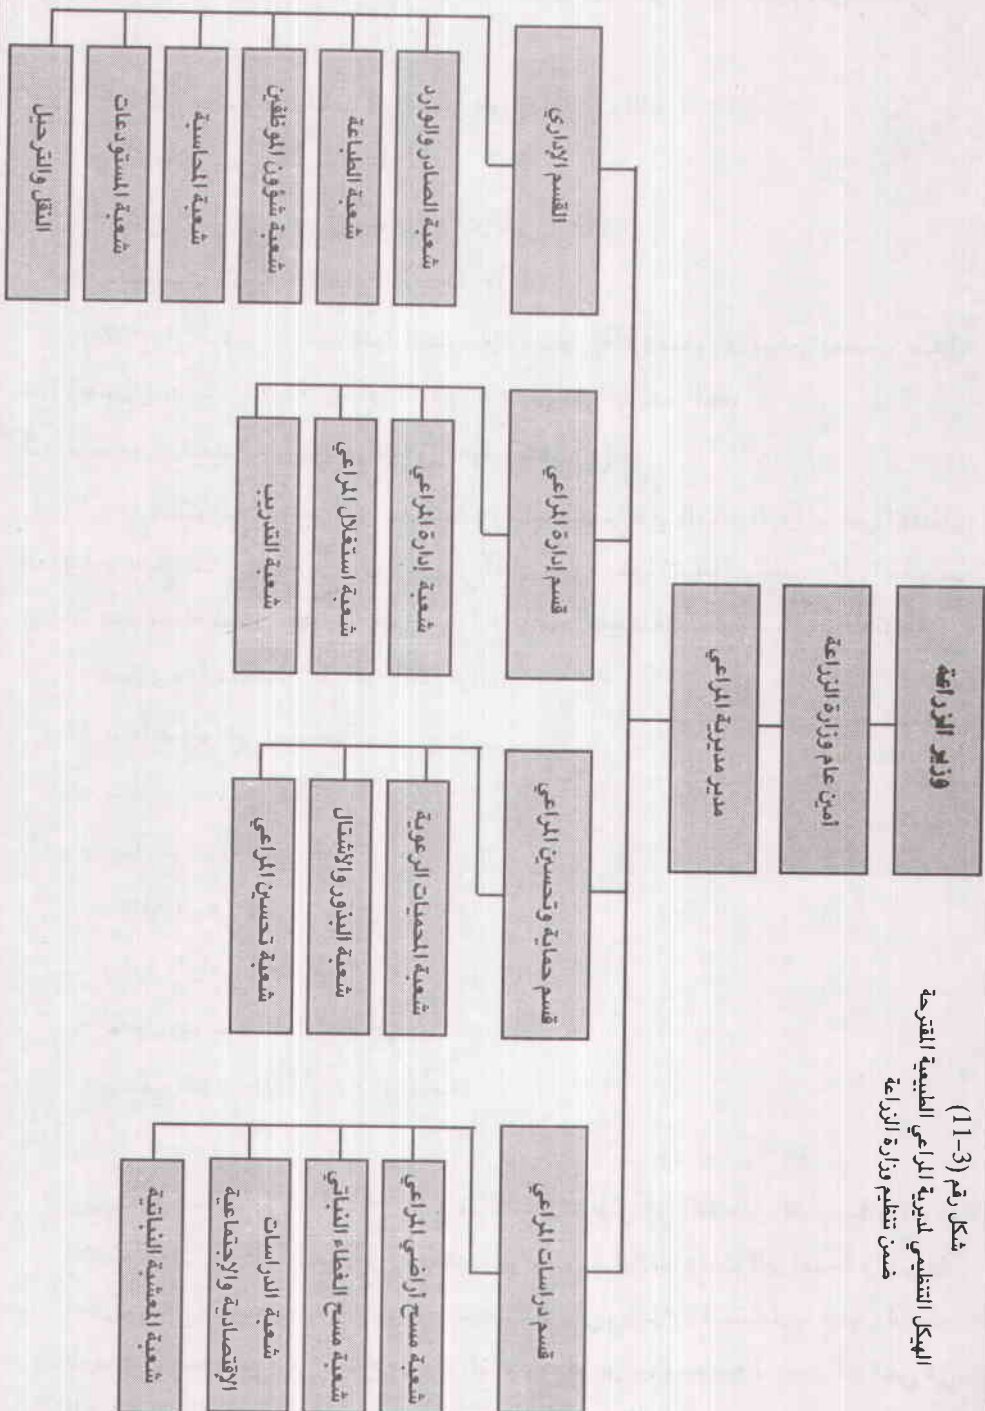 شكل رقم (3-11)
الهيكل التنظيمي لمديرية المراعي الطبيعية المقترحة
ضمن تنظيم وزارة الزراعة
وزير الزراعة
امين عام وزارة الزراعة
مدير مديرية المراعي
قسم دراسات المراعي
شعبة مسح اراضي المراعي
شعبة مسح الغطاء النباتي
شعبة الدراسات
الإقتصادية والإجتماعية
شعبة المعشبة النباتية
قسم حماية وتحسين المراعي
شعبة المحميات الرعوية
شعبة البذور والأشتال
شعبة تحسين المراعي
قسم إدارة المراعي
شعبة إدارة المراعي
شعبة استغلال المراعي
شعبة التدريب
القسم الإداري
شعبة الصادر والوارد
شعبة الطباعة
شعبة شؤون الموظفين
شعبة المحاسبة
شعبة المستودعات
النقل والترحيل